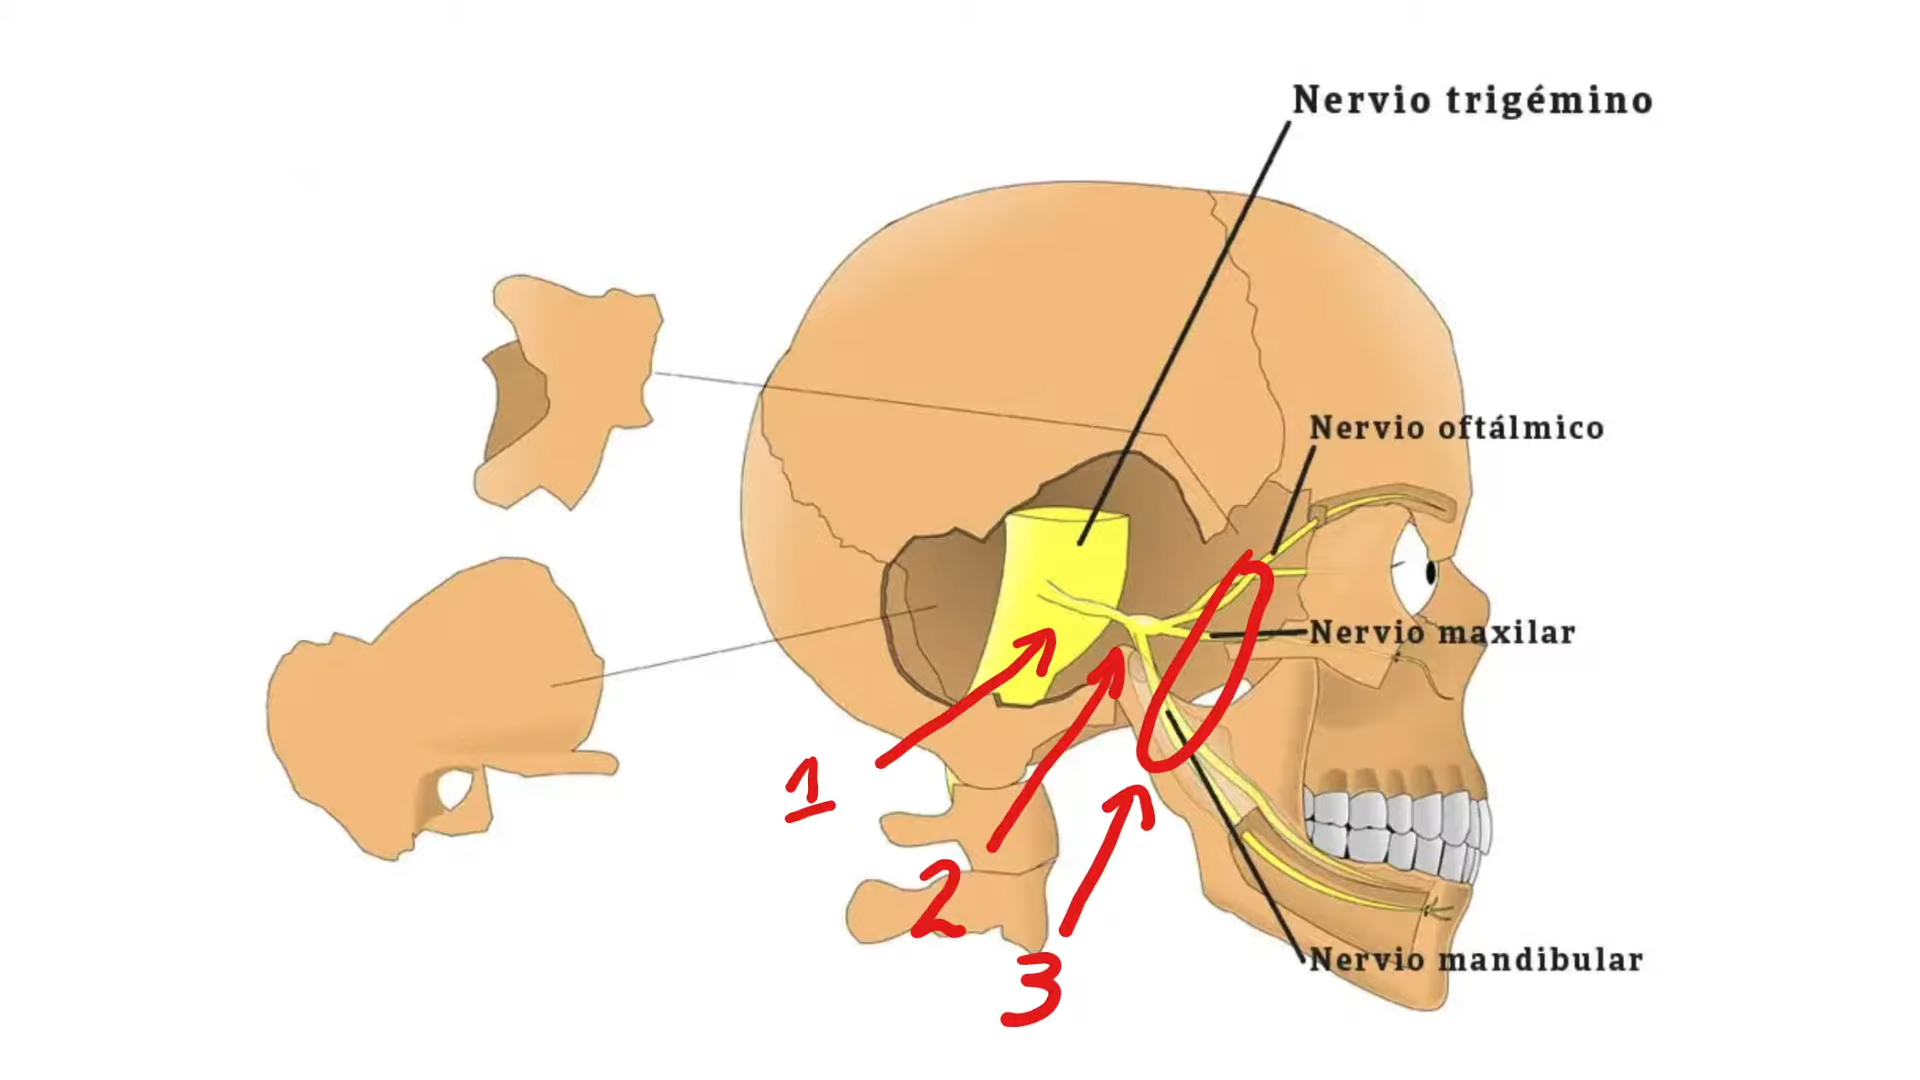 Nervio trigémino
Nervio oftálmico
Nervio maxilar
1
2
3
Nervio mandibular